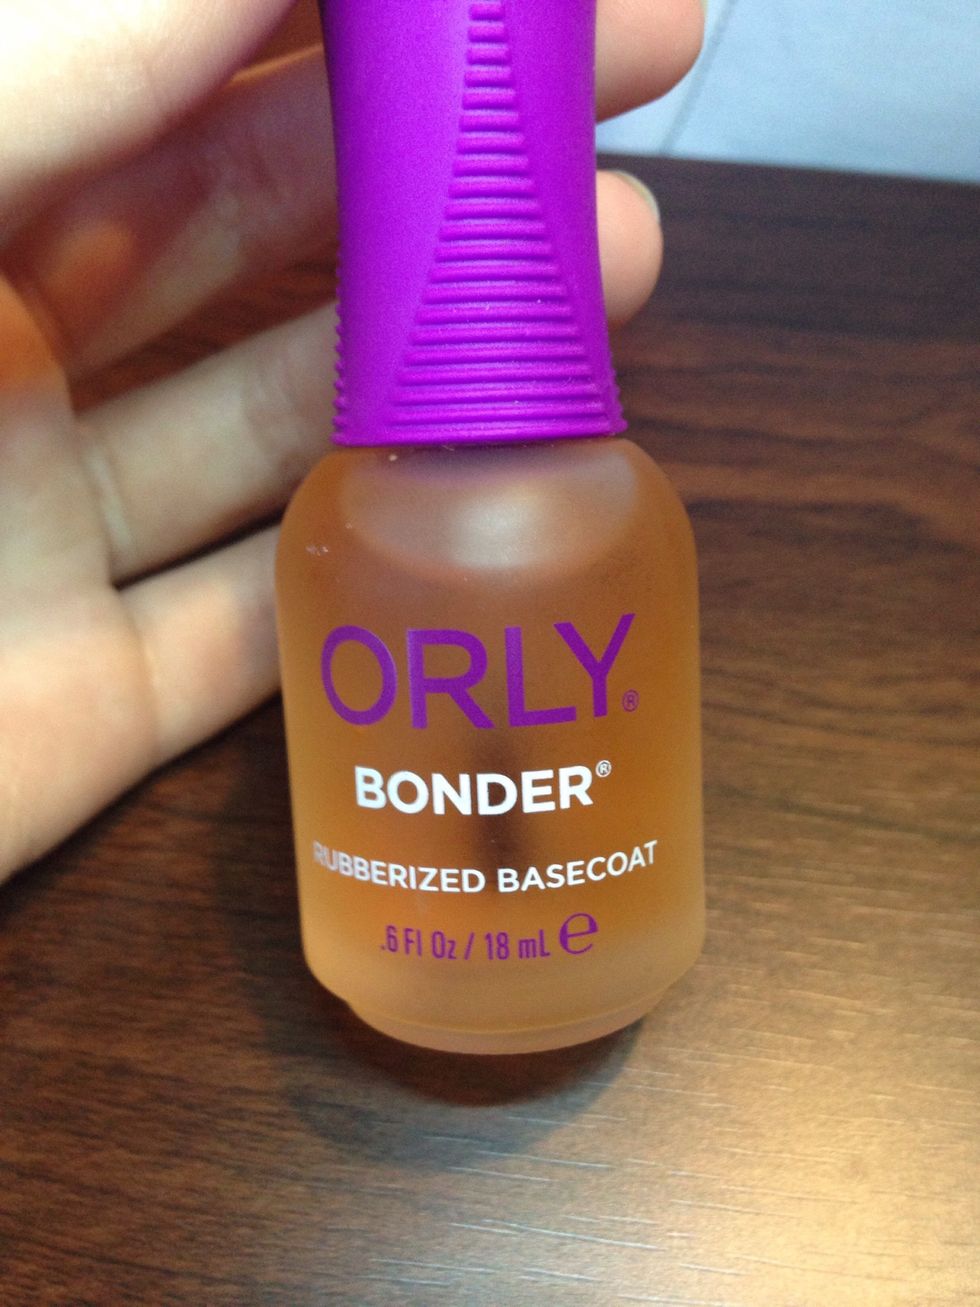 ORLY®
BONDER®
RUBBERIZED BASECOAT
.6 Fl Oz / 18 mL ℮